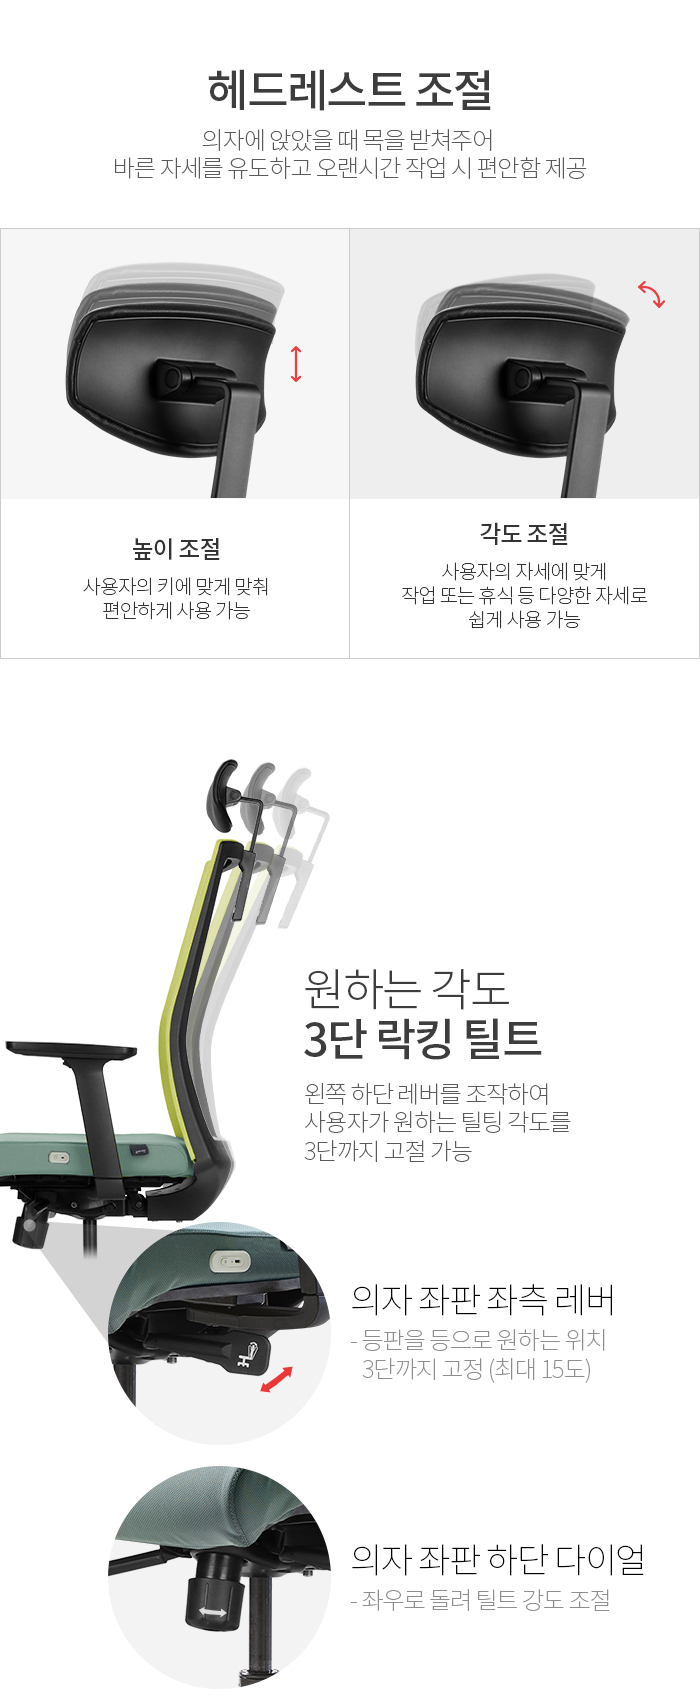 헤드레스트 조절
의자에 앉았을 때 목을 받쳐주어
바른 자세를 유도하고 오랜시간 작업 시 편안함 제공
높이 조절
사용자의 키에 맞게 맞춰
편안하게 사용 가능
각도 조절
사용자의 자세에 맞게
작업 또는 휴식 등 다양한 자세로
쉽게 사용 가능
원하는 각도
3단 락킹 틸트
왼쪽 하단 레버를 조작하여
사용자가 원하는 틸팅 각도를
3단까지 고절 가능
의자 좌판 좌측 레버
- 등판을 등으로 원하는 위치
3단까지 고정 (최대 15도)
의자 좌판 하단 다이얼
- 좌우로 돌려 틸트 강도 조절